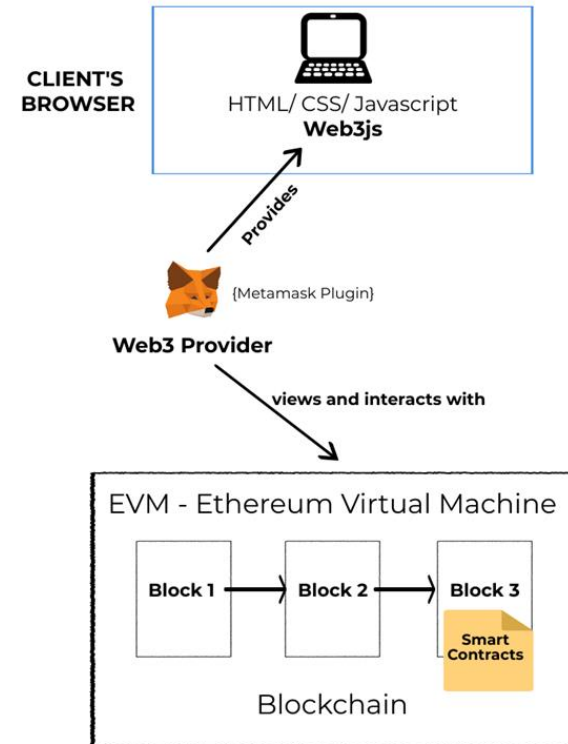 CLIENT'S
BROWSER
HTML/ CSS/ Javascript
Web3js
Provides
{Metamask Plugin}
Web3 Provider
views and interacts with
EVM - Ethereum Virtual Machine
Block 1
Block 2
Block 3
Smart
Contracts
Blockchain